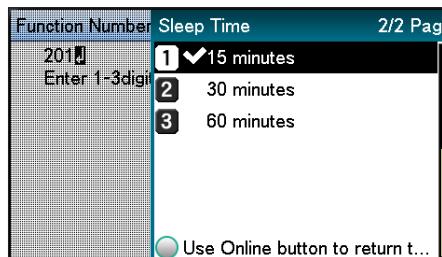 Function Number
201
Enter 1-3digi
Sleep Time 2/2 Pag
1 15 minutes
2 30 minutes
3 60 minutes
Use Online button to return t...